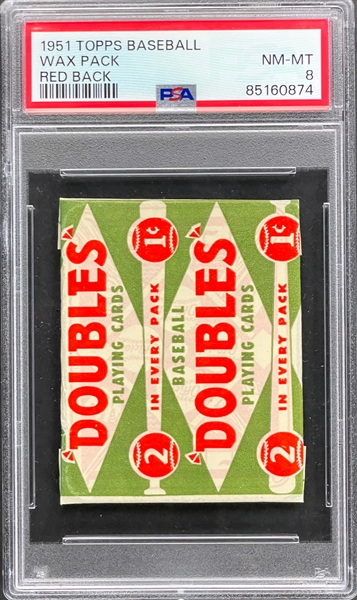 1951 TOPPS BASEBALL
WAX PACK
RED BACK
NM-MT
8
85160874
PSA
DOUBLES
PLAYING CARDS
2 IN EVERY PACK 1¢
BASEBALL
DOUBLES
PLAYING CARDS
2 IN EVERY PACK 1¢